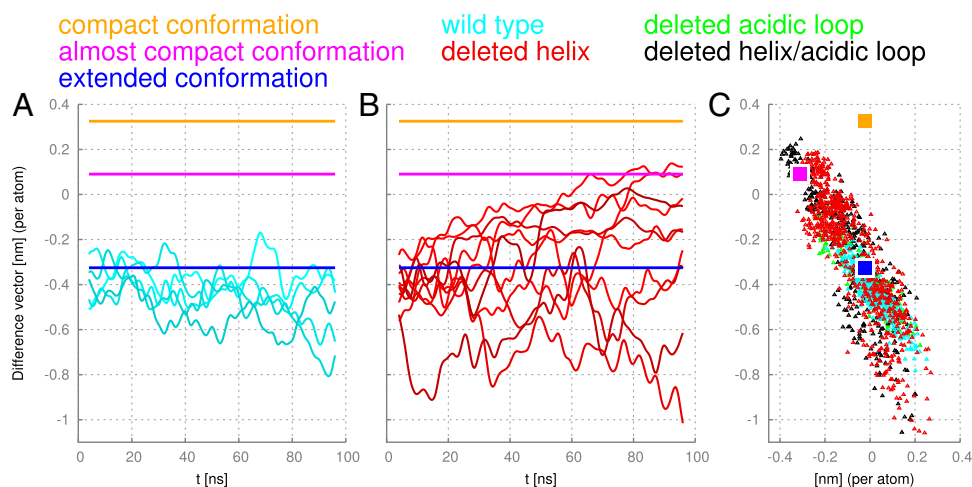 compact conformation wild type deleted acidic loop
almost compact conformation deleted helix deleted helix/acidic loop
extended conformation
A B C
0.4 0.4
0.2 0.2
0 0
-0.2 -0.2
-0.4 -0.4
-0.6 -0.6
-0.8 -0.8
-1 -1
Difference vector [nm] (per atom)
0 20 40 60 80 100 0 20 40 60 80 100 -0.4 -0.2 0 0.2 0.4
t [ns] t [ns] [nm] (per atom)